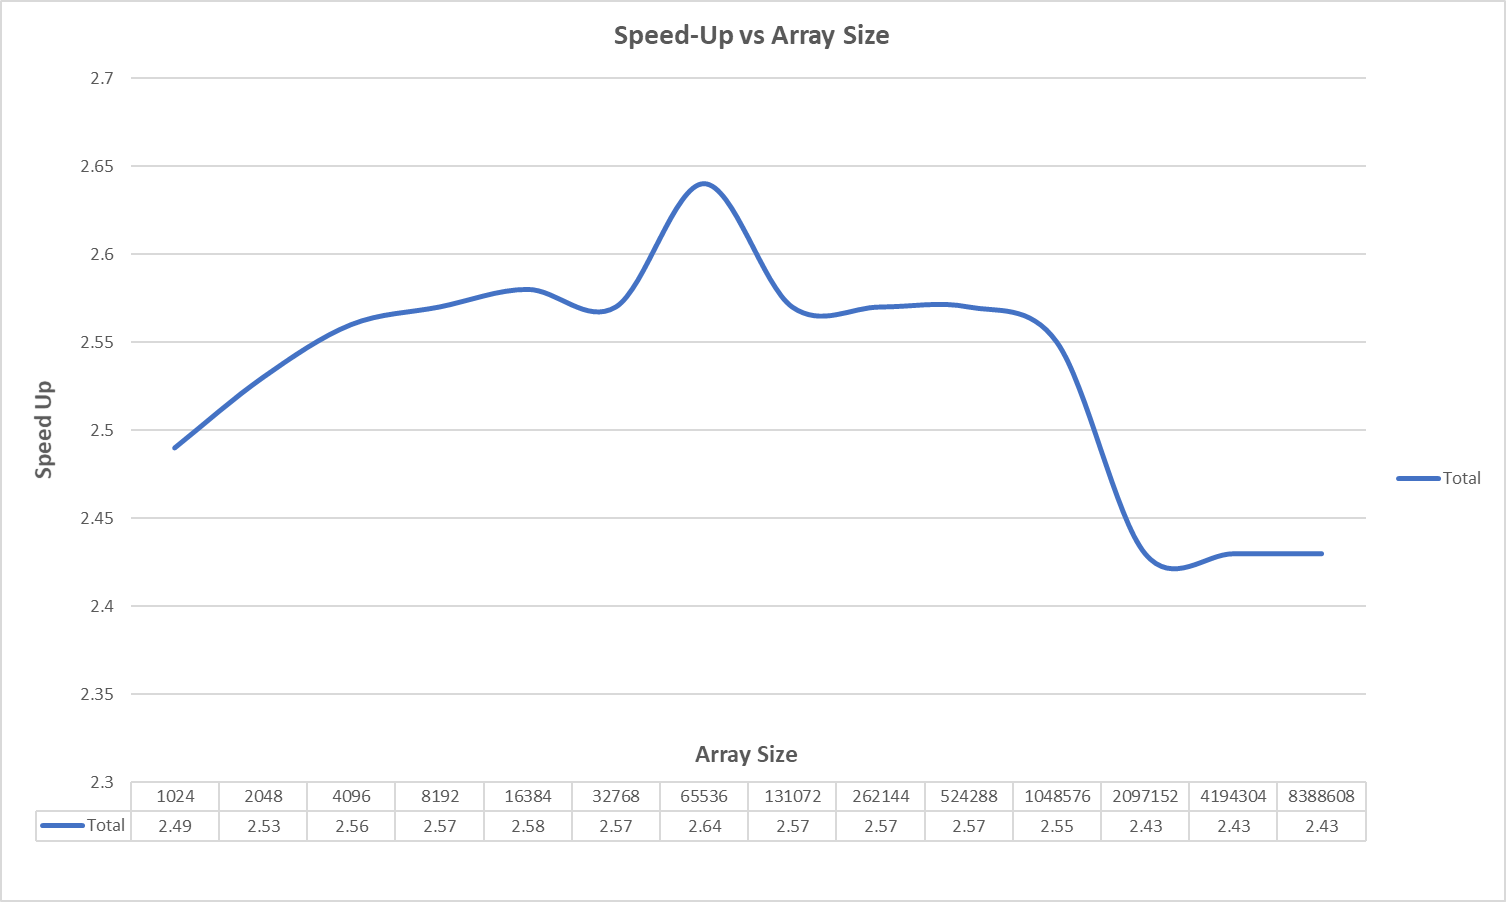 Speed-Up vs Array Size
2.7
2.65
2.6
2.55
2.5
2.45
2.4
2.35
2.3
Speed Up
Array Size
1024 2048 4096 8192 16384 32768 65536 131072 262144 524288 1048576 2097152 4194304 8388608
Total 2.49 2.53 2.56 2.57 2.58 2.57 2.64 2.57 2.57 2.57 2.55 2.43 2.43 2.43
Total